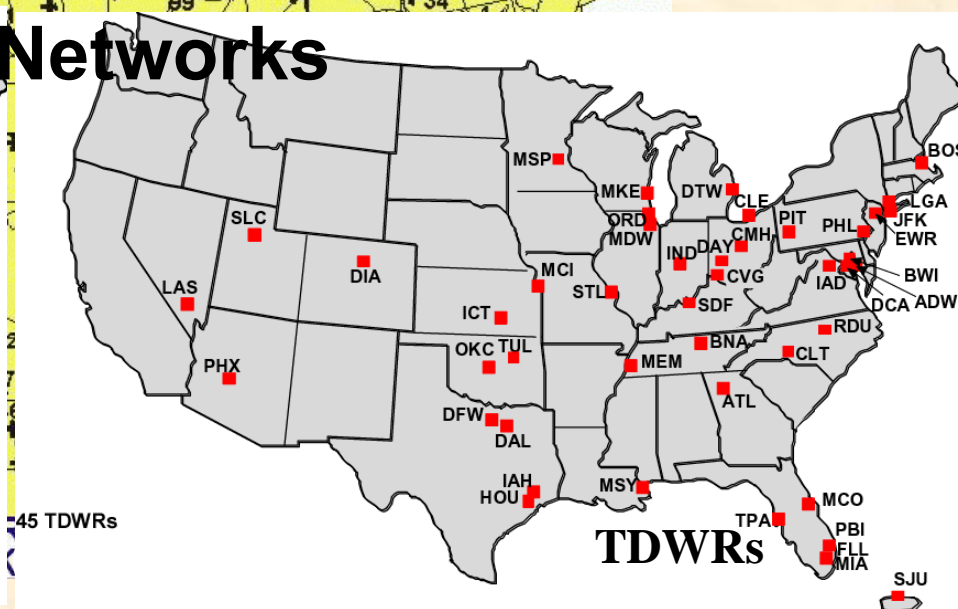 99
34
Networks
BOS
MSP
MKE
DTW
CLE
LGA
ORD
JFK
SLC
PIT
PHL
MDW
CMH
EWR
IND
DAY
DIA
MCI
CVG
IAD
BWI
LAS
STL
SDF
DCA
ADW
ICT
RDU
OKC
TUL
BNA
CLT
PHX
MEM
ATL
DFW
DAL
IAH
HOU
MSY
MCO
45 TDWRs
TPA
PBI
TDWRs
FLL
MIA
SJU